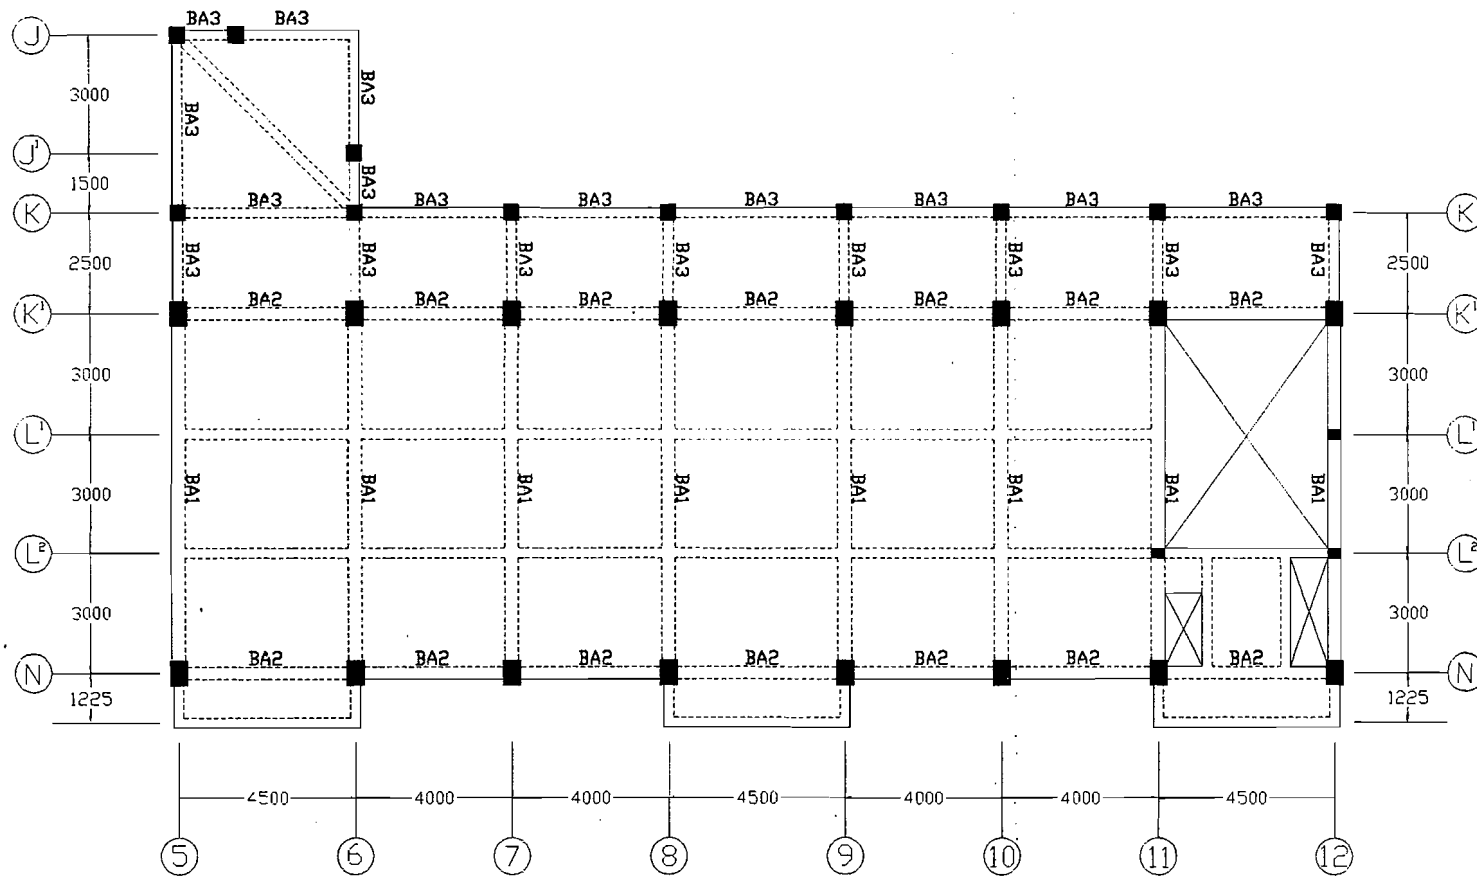 BA3 BA3
J
3000
BA3
BA3
J¹
1500
BA3
BA3 BA3 BA3 BA3 BA3 BA3 BA3
K K
2500 BA3 BA3 BA3 BA3 BA3 BA3 BA3 BA3 2500
BA2 BA2 BA2 BA2 BA2 BA2 BA2
K¹ K¹
3000 3000
L¹ L¹
3000 BA1 BA1 BA1 BA1 BA1 BA1 BA1 BA1 3000
L² L²
3000 3000
BA2 BA2 BA2 BA2 BA2 BA2 BA2
N N
1225 1225
4500 4000 4000 4500 4000 4000 4500
5 6 7 8 9 10 11 12